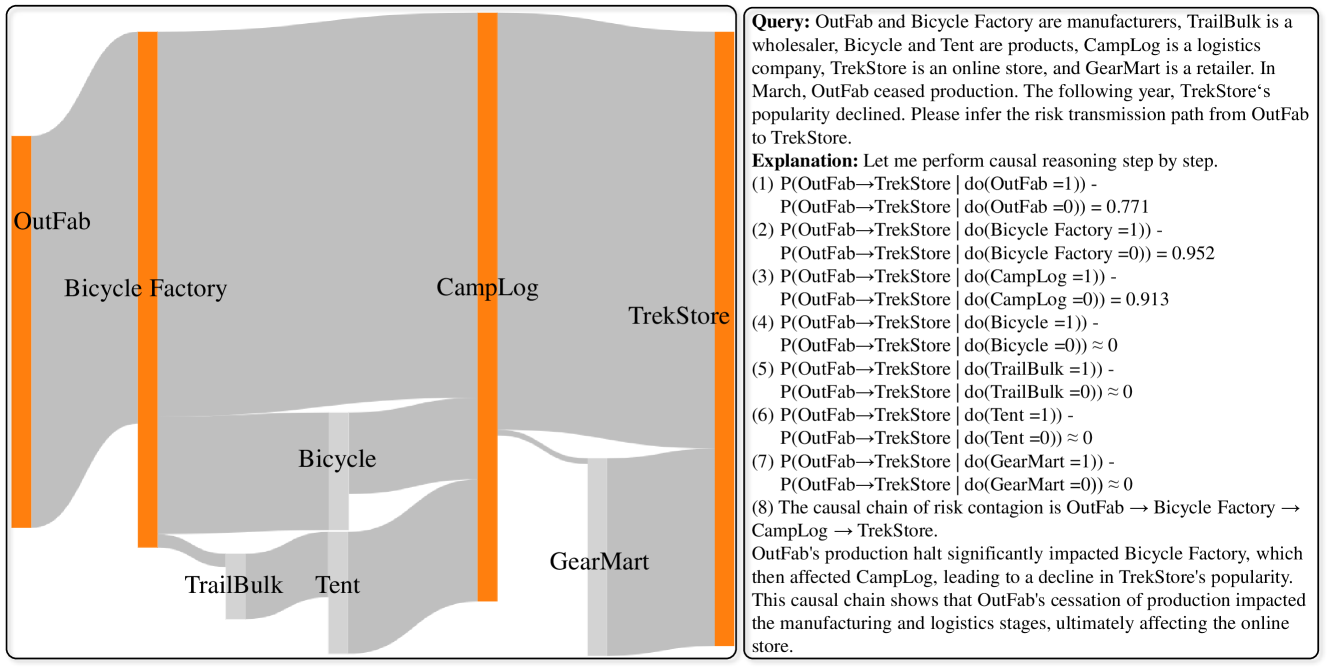 OutFab
Bicycle Factory
CampLog
TrekStore
Bicycle
TrailBulk
Tent
GearMart
Query: OutFab and Bicycle Factory are manufacturers, TrailBulk is a
wholesaler, Bicycle and Tent are products, CampLog is a logistics
company, TrekStore is an online store, and GearMart is a retailer. In
March, OutFab ceased production. The following year, TrekStore‘s
popularity declined. Please infer the risk transmission path from OutFab
to TrekStore.
Explanation: Let me perform causal reasoning step by step.
(1) P(OutFab→TrekStore | do(OutFab =1)) -
P(OutFab→TrekStore | do(OutFab =0)) = 0.771
(2) P(OutFab→TrekStore | do(Bicycle Factory =1)) -
P(OutFab→TrekStore | do(Bicycle Factory =0)) = 0.952
(3) P(OutFab→TrekStore | do(CampLog =1)) -
P(OutFab→TrekStore | do(CampLog =0)) = 0.913
(4) P(OutFab→TrekStore | do(Bicycle =1)) -
P(OutFab→TrekStore | do(Bicycle =0)) ≈ 0
(5) P(OutFab→TrekStore | do(TrailBulk =1)) -
P(OutFab→TrekStore | do(TrailBulk =0)) ≈ 0
(6) P(OutFab→TrekStore | do(Tent =1)) -
P(OutFab→TrekStore | do(Tent =0)) ≈ 0
(7) P(OutFab→TrekStore | do(GearMart =1)) -
P(OutFab→TrekStore | do(GearMart =0)) ≈ 0
(8) The causal chain of risk contagion is OutFab → Bicycle Factory →
CampLog → TrekStore.
OutFab's production halt significantly impacted Bicycle Factory, which
then affected CampLog, leading to a decline in TrekStore's popularity.
This causal chain shows that OutFab's cessation of production impacted
the manufacturing and logistics stages, ultimately affecting the online
store.